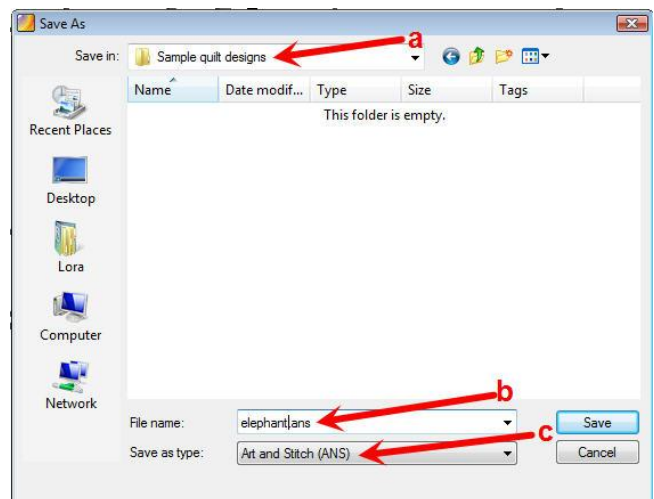 Save As
a
Save in: Sample quilt designs
Name Date modif... Type Size Tags
This folder is empty.
Recent Places
Desktop
Lora
Computer
Network
b
File name: elephant.ans Save
c
Save as type: Art and Stitch (ANS) Cancel